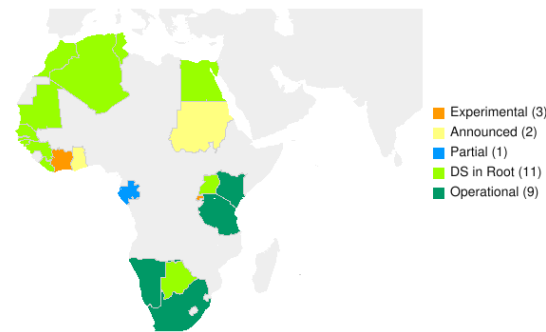 Experimental (3)
Announced (2)
Partial (1)
DS in Root (11)
Operational (9)